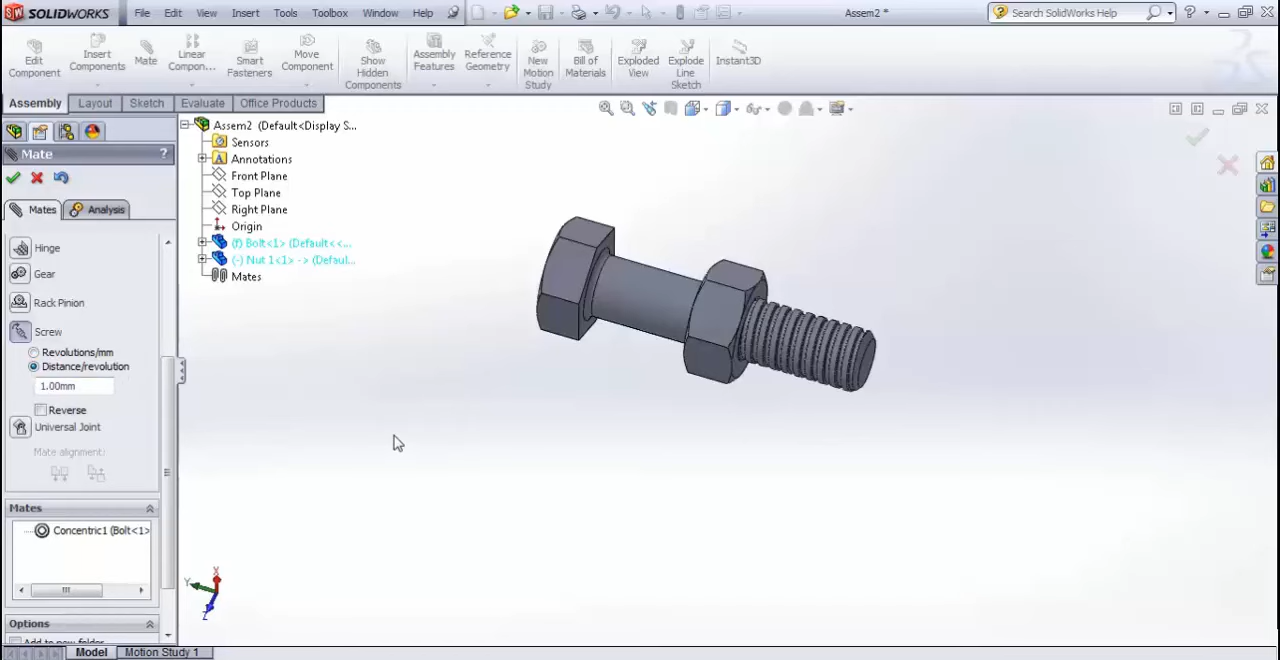 SW SOLIDWORKS File Edit View Insert Tools Toolbox Window Help Assem2 * Search SolidWorks Help ?
Edit Component
Insert Components
Mate
Linear Compon...
Smart Fasteners
Move Component
Show Hidden Components
Assembly Features
Reference Geometry
New Motion Study
Bill of Materials
Exploded View
Explode Line Sketch
Instant3D
Assembly Layout Sketch Evaluate Office Products
Mate ?
Mates Analysis
Hinge
Gear
Rack Pinion
Screw
Revolutions/mm
Distance/revolution
1.00mm
Reverse
Universal Joint
Mate alignment:
Mates
Concentric1 (Bolt<1>
Options
Add to new folder
Assem2 (Default<Display S...
Sensors
Annotations
Front Plane
Top Plane
Right Plane
Origin
(f) Bolt<1> (Default<<...
(-) Nut 1<1> -> (Defaul...
Mates
X
Y
Z
Model Motion Study 1